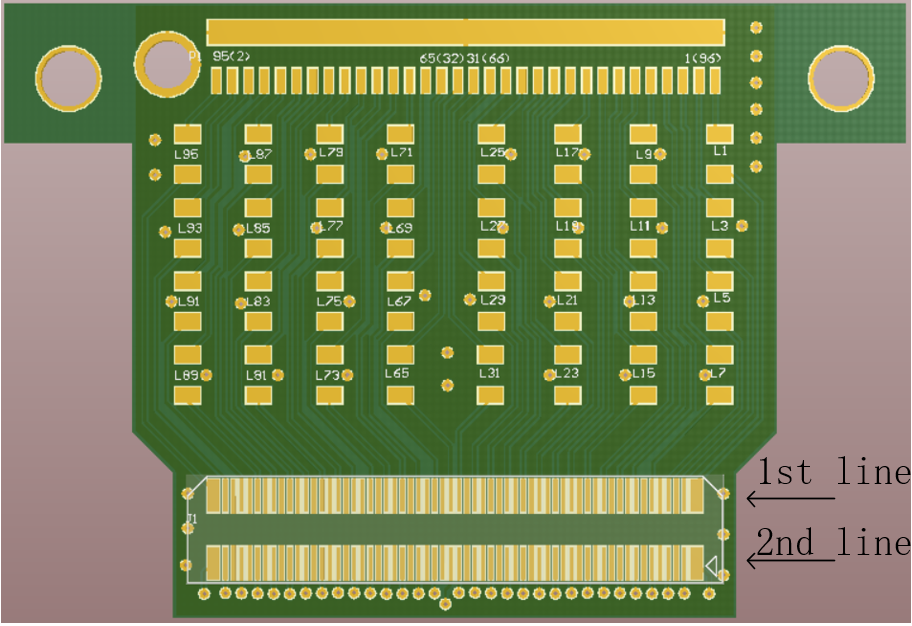 P1 95(2) 65(32)31(66) 1(96)
L95 L87 L79 L71 L25 L17 L9 L1
L93 L85 L77 L69 L27 L19 L11 L3
L91 L83 L75 L67 L29 L21 L13 L5
L89 L81 L73 L65 L31 L23 L15 L7
1st line
J1
2nd line